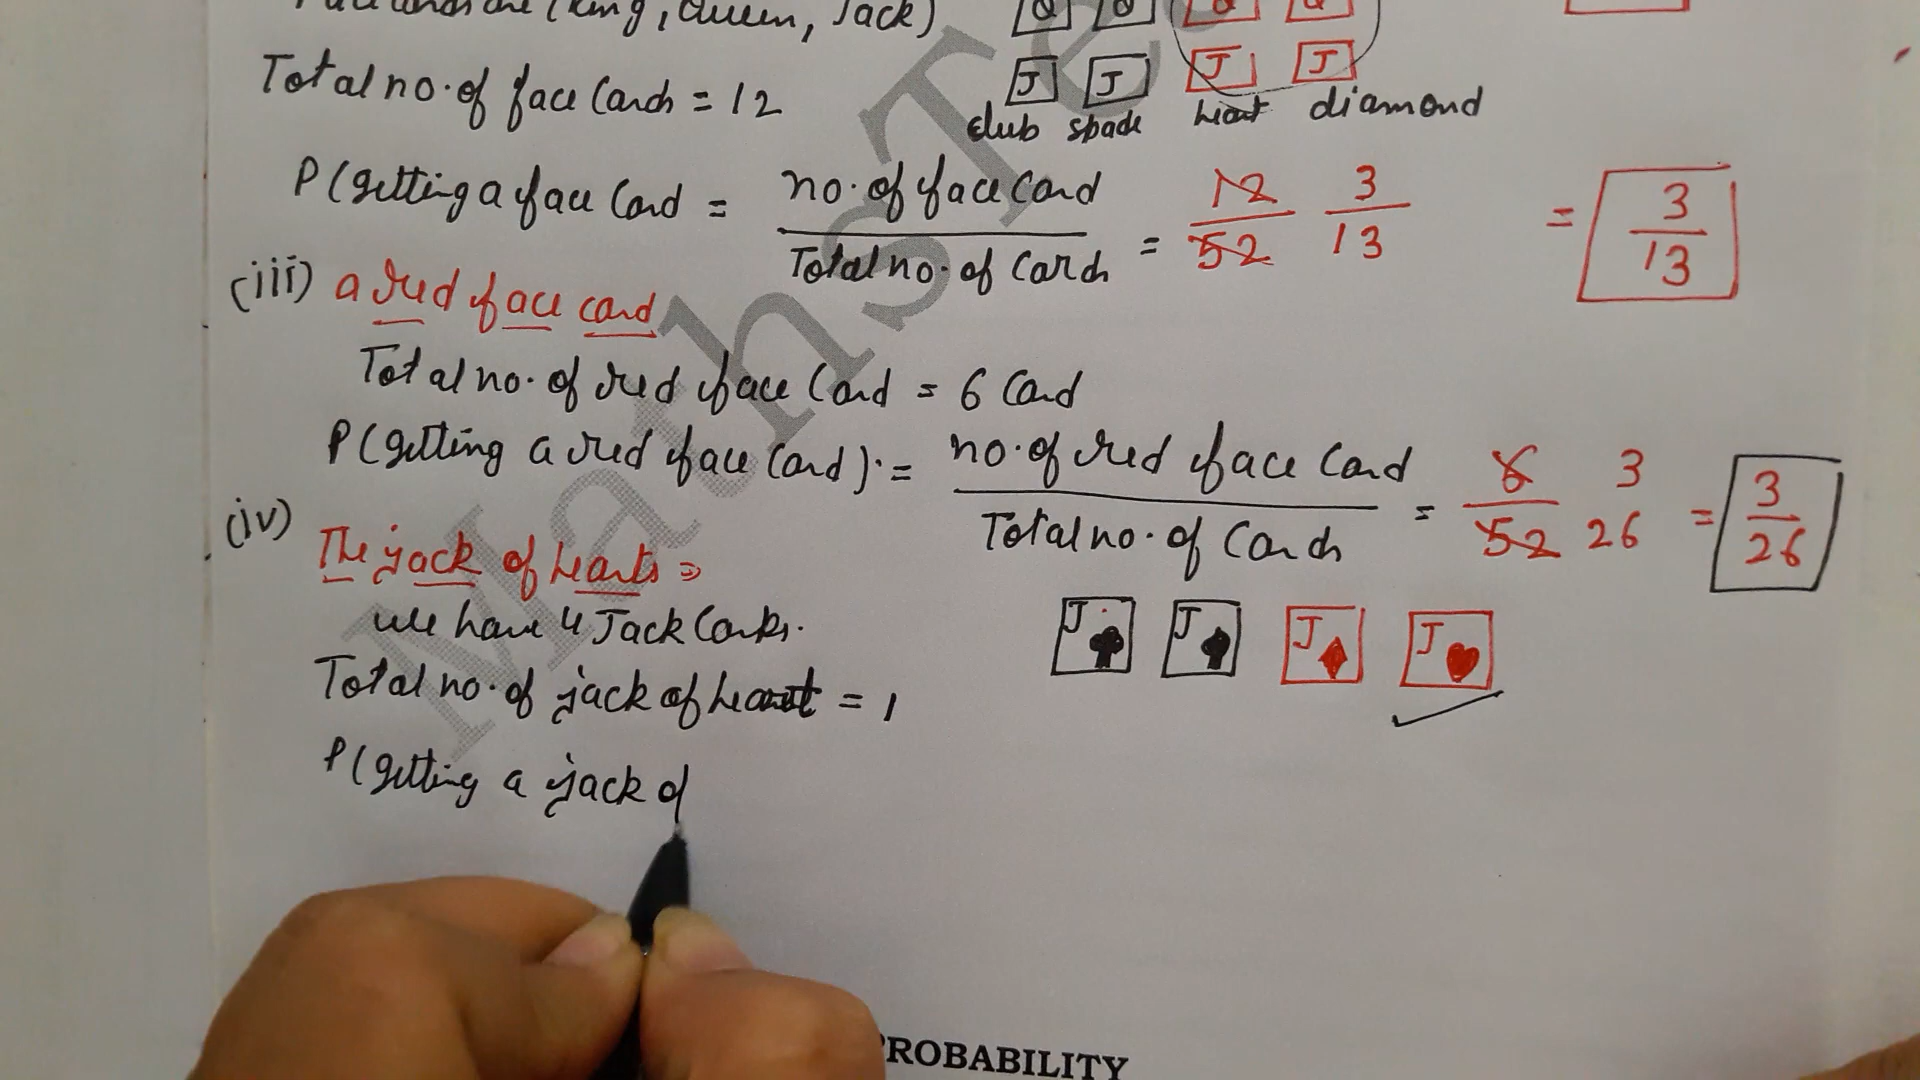 (King, Queen, Jack) Q Q Q Q
Total no. of face Cards = 12
J J J J
club spade heart diamond
P(getting a face Card = no. of face Card / Total no. of Cards = 12/52 3/13 = 3/13
(iii) a red face card
Total no. of red face Card = 6 Card
P(getting a red face Card) = no. of red face Card / Total no. of Cards = 6/52 3/26 = 3/26
(iv) The jack of hearts =
we have 4 Jack Cards.
J J J J
Total no. of jack of heart = 1
P(getting a jack of
PROBABILITY
MathsTe